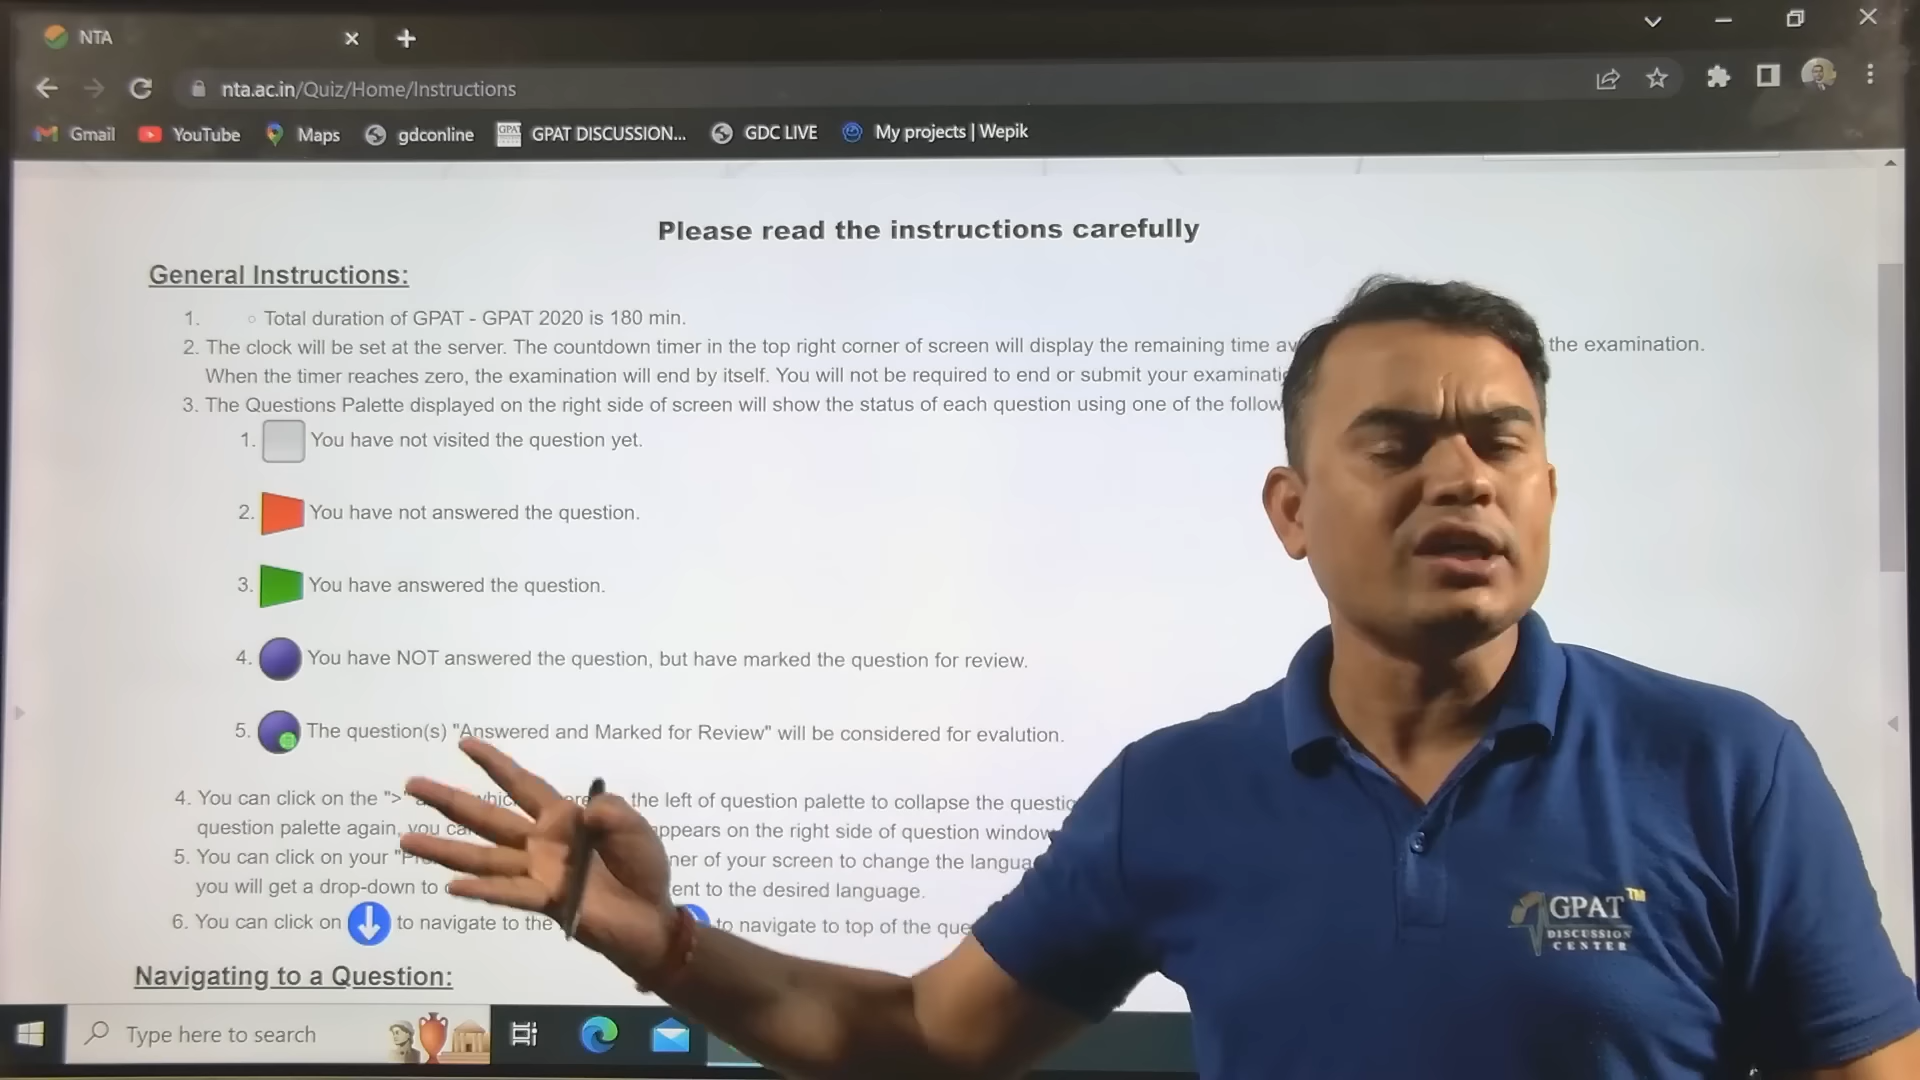 NTA
nta.ac.in/Quiz/Home/Instructions
Gmail YouTube Maps gdconline GPAT DISCUSSION... GDC LIVE My projects | Wepik
Please read the instructions carefully
General Instructions:
1. ○ Total duration of GPAT - GPAT 2020 is 180 min.
2. The clock will be set at the server. The countdown timer in the top right corner of screen will display the remaining time the examination.
When the timer reaches zero, the examination will end by itself. You will not be required to end or submit your
3. The Questions Palette displayed on the right side of screen will show the status of each question using one of the
1. You have not visited the question yet.
2. You have not answered the question.
3. You have answered the question.
4. You have NOT answered the question, but have marked the question for review.
5. The question(s) "Answered and Marked for Review" will be considered for evalution.
4. You can click on the ">" the left of question palette to collapse the
question palette again, you appears on the right side of question window
5. You can click on your of your screen to change the
you will get a drop-down to to the desired language.
6. You can click on to navigate to the to navigate to top of the
Navigating to a Question:
Type here to search
GPAT TM
DISCUSSION
CENTER